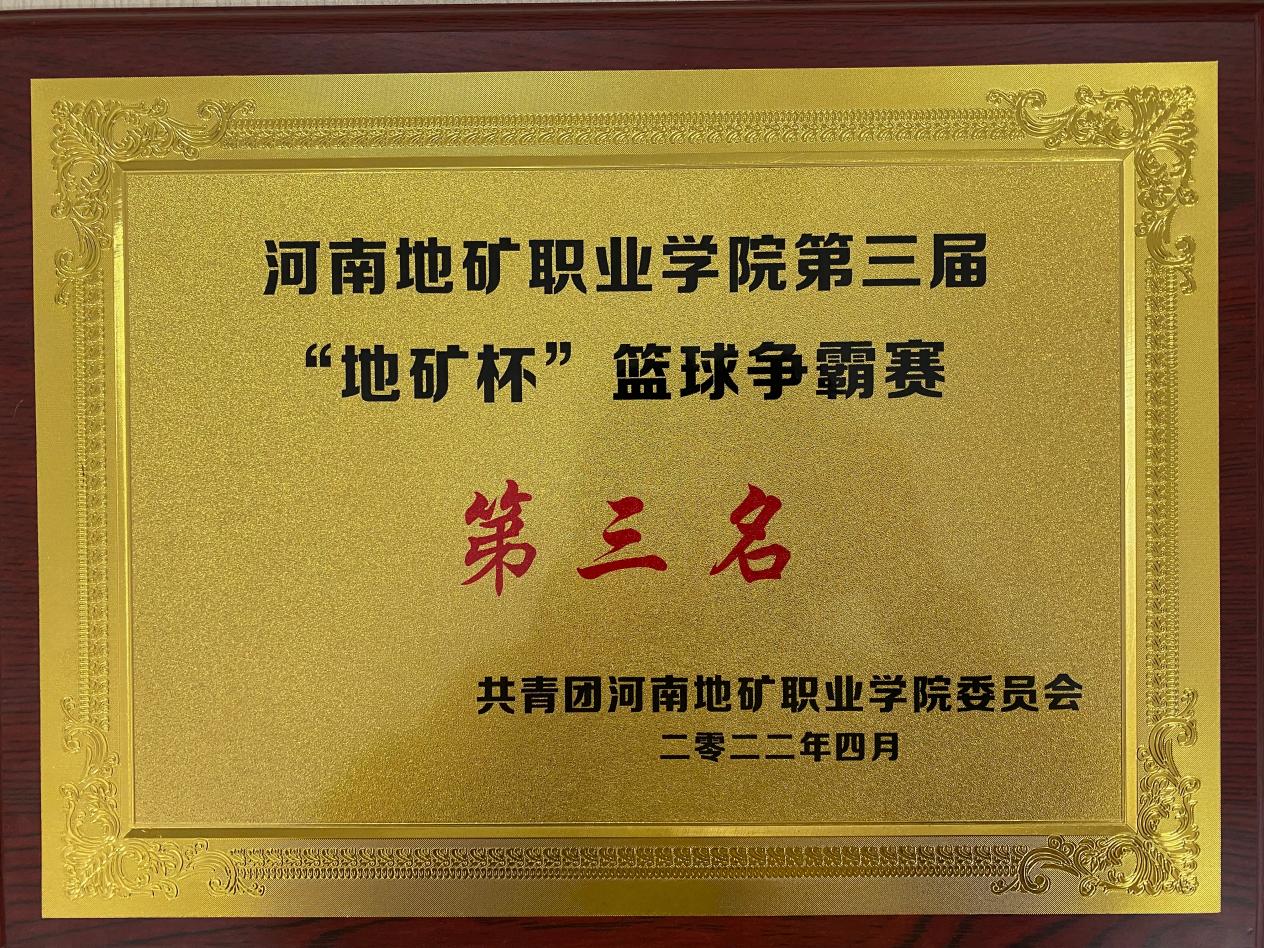 河南地矿职业学院第三届
“地矿杯”篮球争霸赛
第三名
共青团河南地矿职业学院委员会
二零二二年四月